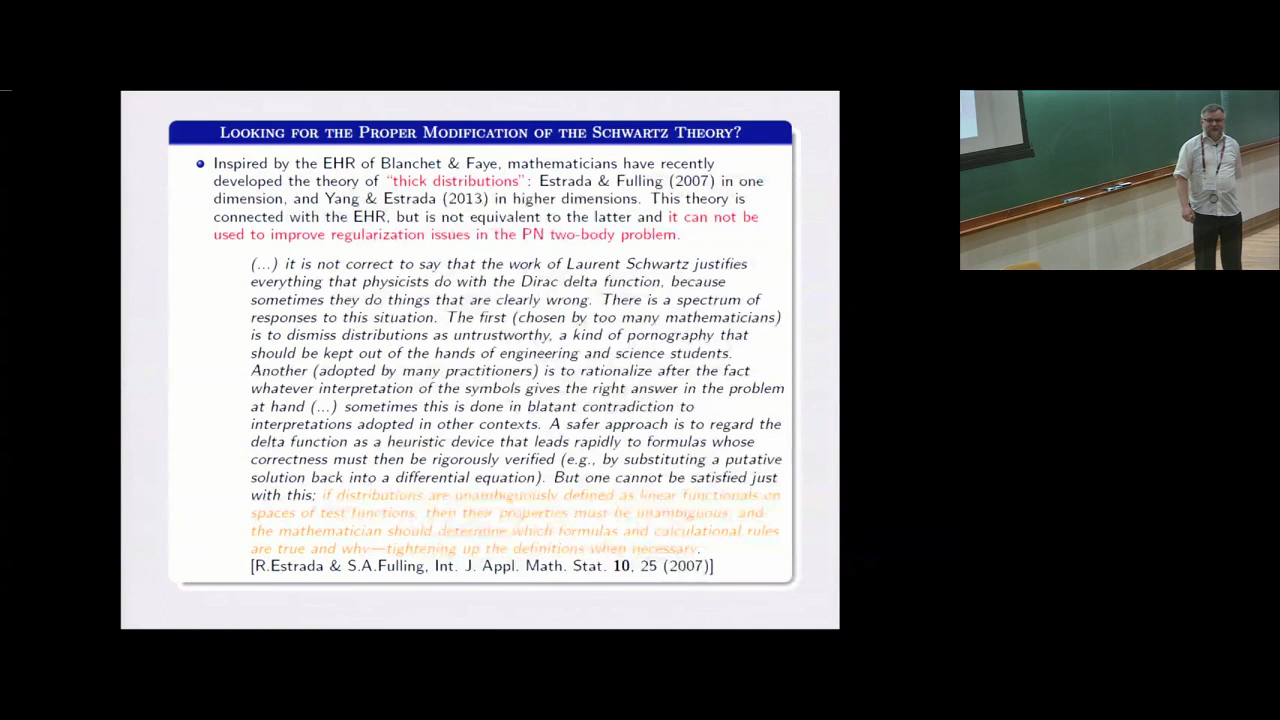 LOOKING FOR THE PROPER MODIFICATION OF THE SCHWARTZ THEORY?
Inspired by the EHR of Blanchet & Faye, mathematicians have recently
developed the theory of "thick distributions": Estrada & Fulling (2007) in one
dimension, and Yang & Estrada (2013) in higher dimensions. This theory is
connected with the EHR, but is not equivalent to the latter and it can not be
used to improve regularization issues in the PN two-body problem.
(...) it is not correct to say that the work of Laurent Schwartz justifies
everything that physicists do with the Dirac delta function, because
sometimes they do things that are clearly wrong. There is a spectrum of
responses to this situation. The first (chosen by too many mathematicians)
is to dismiss distributions as untrustworthy, a kind of pornography that
should be kept out of the hands of engineering and science students.
Another (adopted by many practitioners) is to rationalize after the fact
whatever interpretation of the symbols gives the right answer in the problem
at hand (...) sometimes this is done in blatant contradiction to
interpretations adopted in other contexts. A safer approach is to regard the
delta function as a heuristic device that leads rapidly to formulas whose
correctness must then be rigorously verified (e.g., by substituting a putative
solution back into a differential equation). But one cannot be satisfied just
with this; if distributions are unambiguously defined as linear functionals on
spaces of test functions, then their properties must be unambiguous, and
the mathematician should determine which formulas and calculational rules
are true and why—tightening up the definitions when necessary.
[R.Estrada & S.A.Fulling, Int. J. Appl. Math. Stat. 10, 25 (2007)]